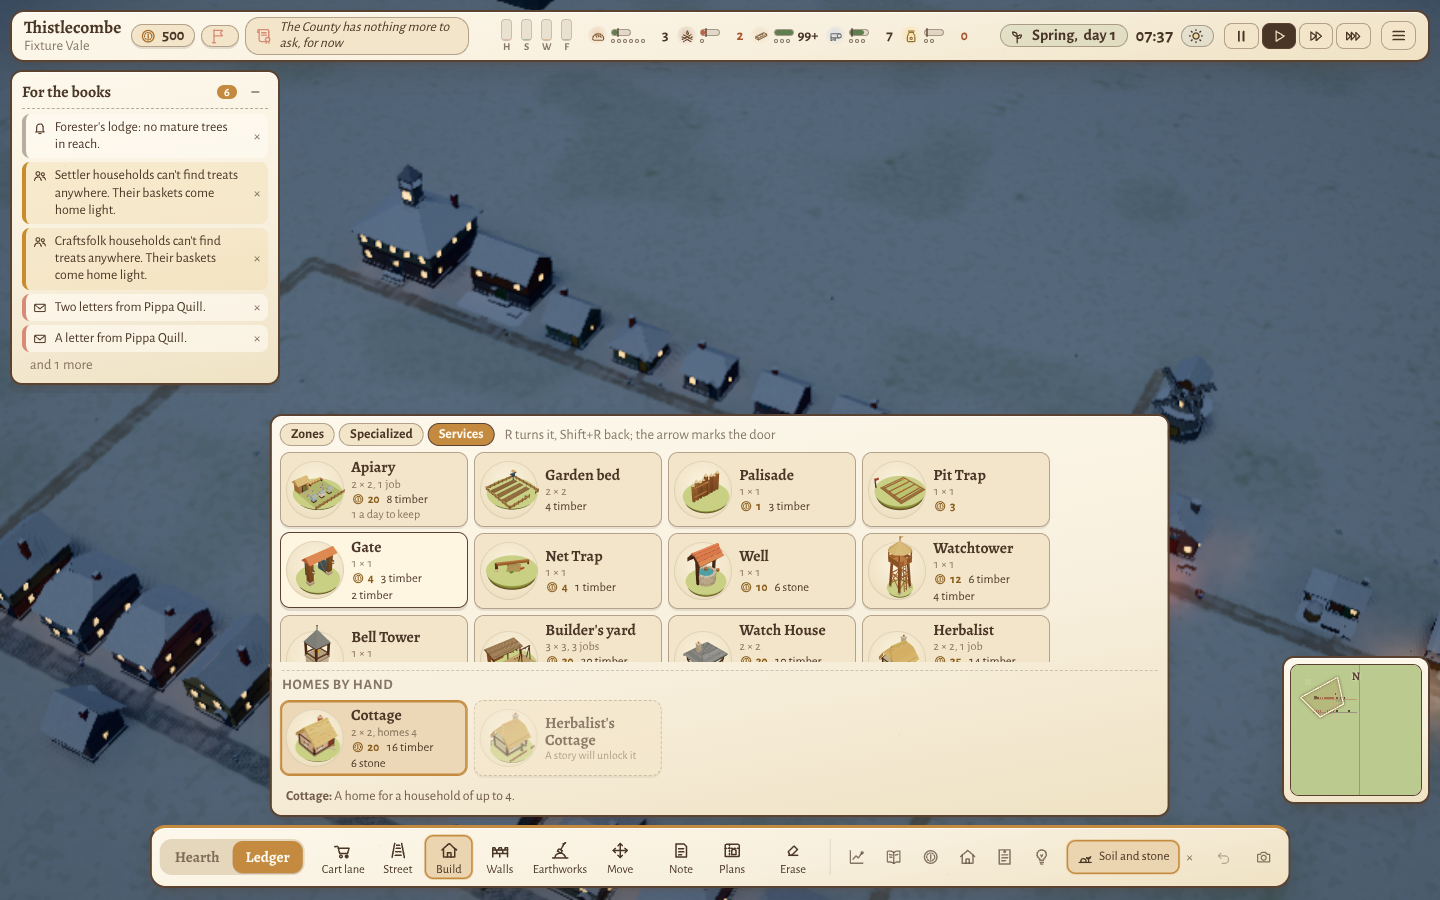 Thistlecombe
Fixture Vale
500
The County has nothing more to
ask, for now
H S W F
3
2
99+
7
0
Spring, day 1
07:37
For the books
6
Forester's lodge: no mature trees
in reach.
Settler households can't find treats
anywhere. Their baskets come
home light.
Craftsfolk households can't find
treats anywhere. Their baskets
come home light.
Two letters from Pippa Quill.
A letter from Pippa Quill.
and 1 more
Zones
Specialized
Services
R turns it, Shift+R back; the arrow marks the door
Apiary
2 × 2, 1 job
20 8 timber
1 a day to keep
Garden bed
2 × 2
4 timber
Palisade
1 × 1
1 3 timber
Pit Trap
1 × 1
3
Gate
1 × 1
4 3 timber
2 timber
Net Trap
1 × 1
4 1 timber
Well
1 × 1
10 6 stone
Watchtower
1 × 1
12 6 timber
4 timber
Bell Tower
1 × 1
Builder's yard
3 × 3, 3 jobs
Watch House
2 × 2
Herbalist
2 × 2, 1 job
HOMES BY HAND
Cottage
2 × 2, homes 4
20 16 timber
6 stone
Herbalist's
Cottage
A story will unlock it
Cottage: A home for a household of up to 4.
N
Hearth
Ledger
Cart lane
Street
Build
Walls
Earthworks
Move
Note
Plans
Erase
Soil and stone